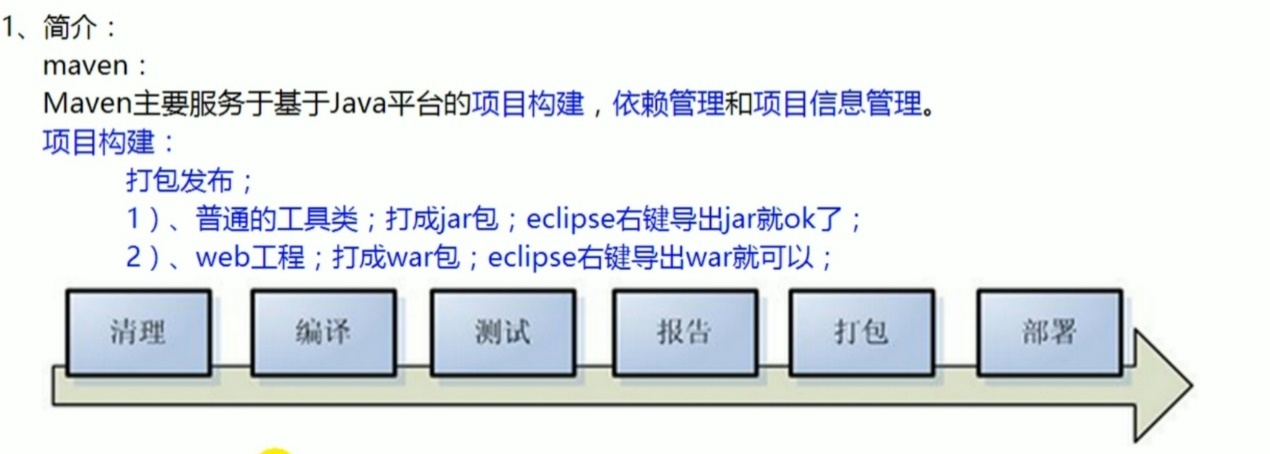 1、简介：
maven：
Maven主要服务于基于Java平台的项目构建，依赖管理和项目信息管理。
项目构建：
打包发布；
1）、普通的工具类；打成jar包；eclipse右键导出jar就ok了；
2）、web工程；打成war包；eclipse右键导出war就可以；
清理 编译 测试 报告 打包 部署